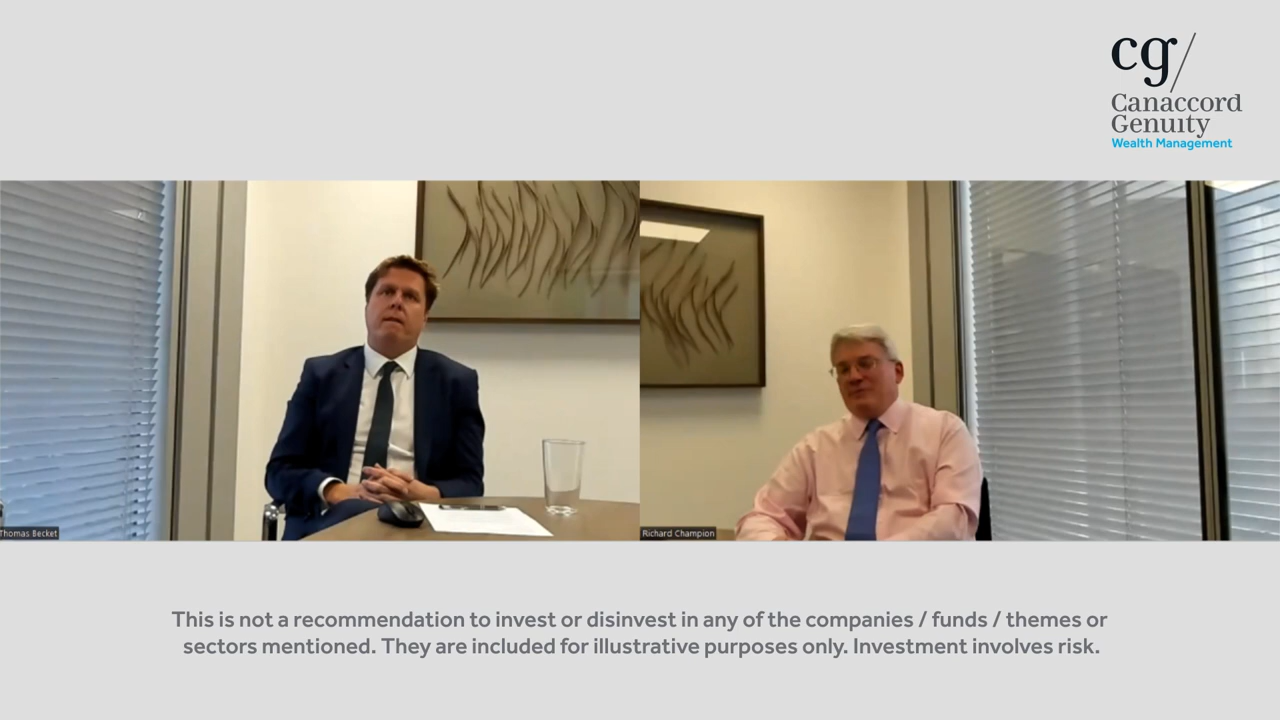 cg/
Canaccord
Genuity
Wealth Management
Thomas Becket
Richard Champion
This is not a recommendation to invest or disinvest in any of the companies / funds / themes or
sectors mentioned. They are included for illustrative purposes only. Investment involves risk.